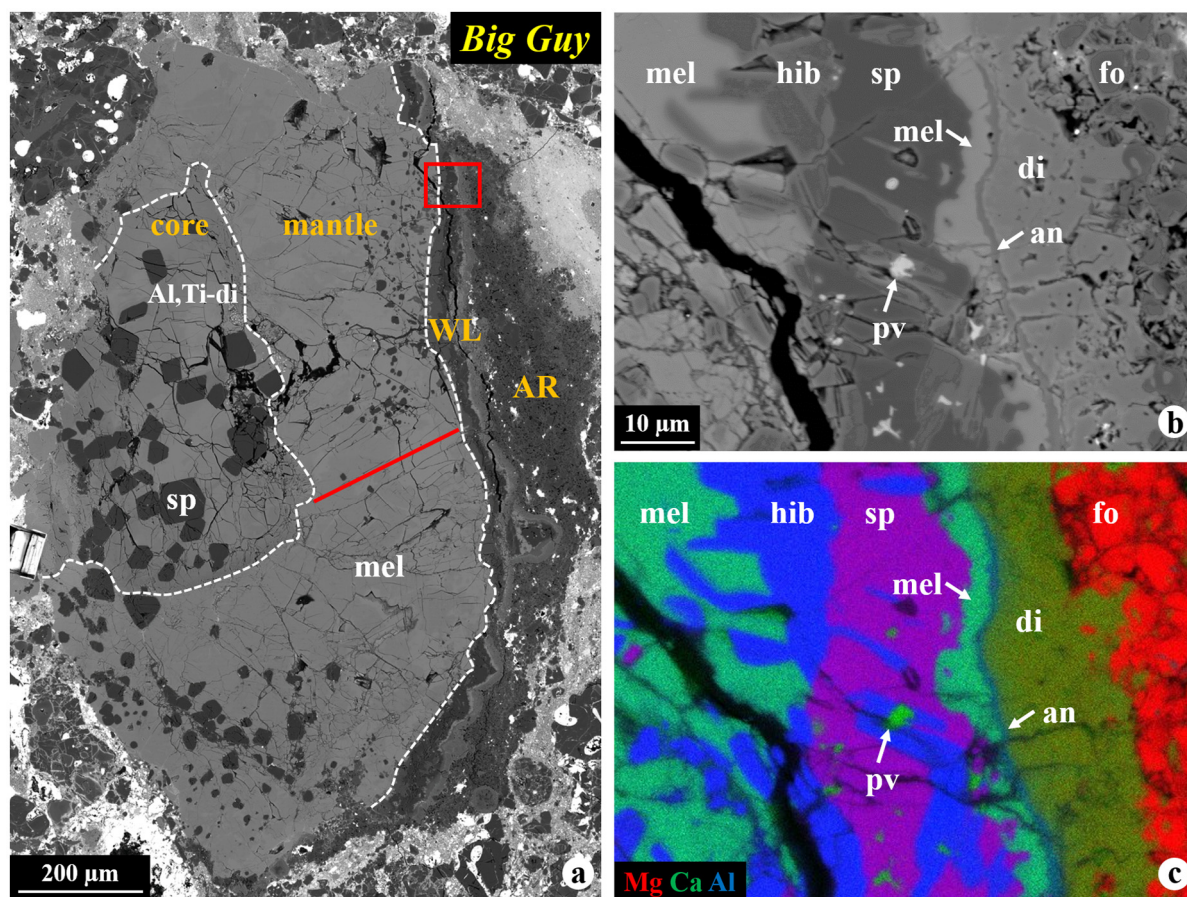 Big Guy
core
mantle
Al,Ti-di
WL
AR
sp
mel
200 µm
a
mel
hib
sp
fo
mel
di
an
pv
10 µm
b
mel
hib
sp
fo
mel
di
an
pv
Mg Ca Al
c